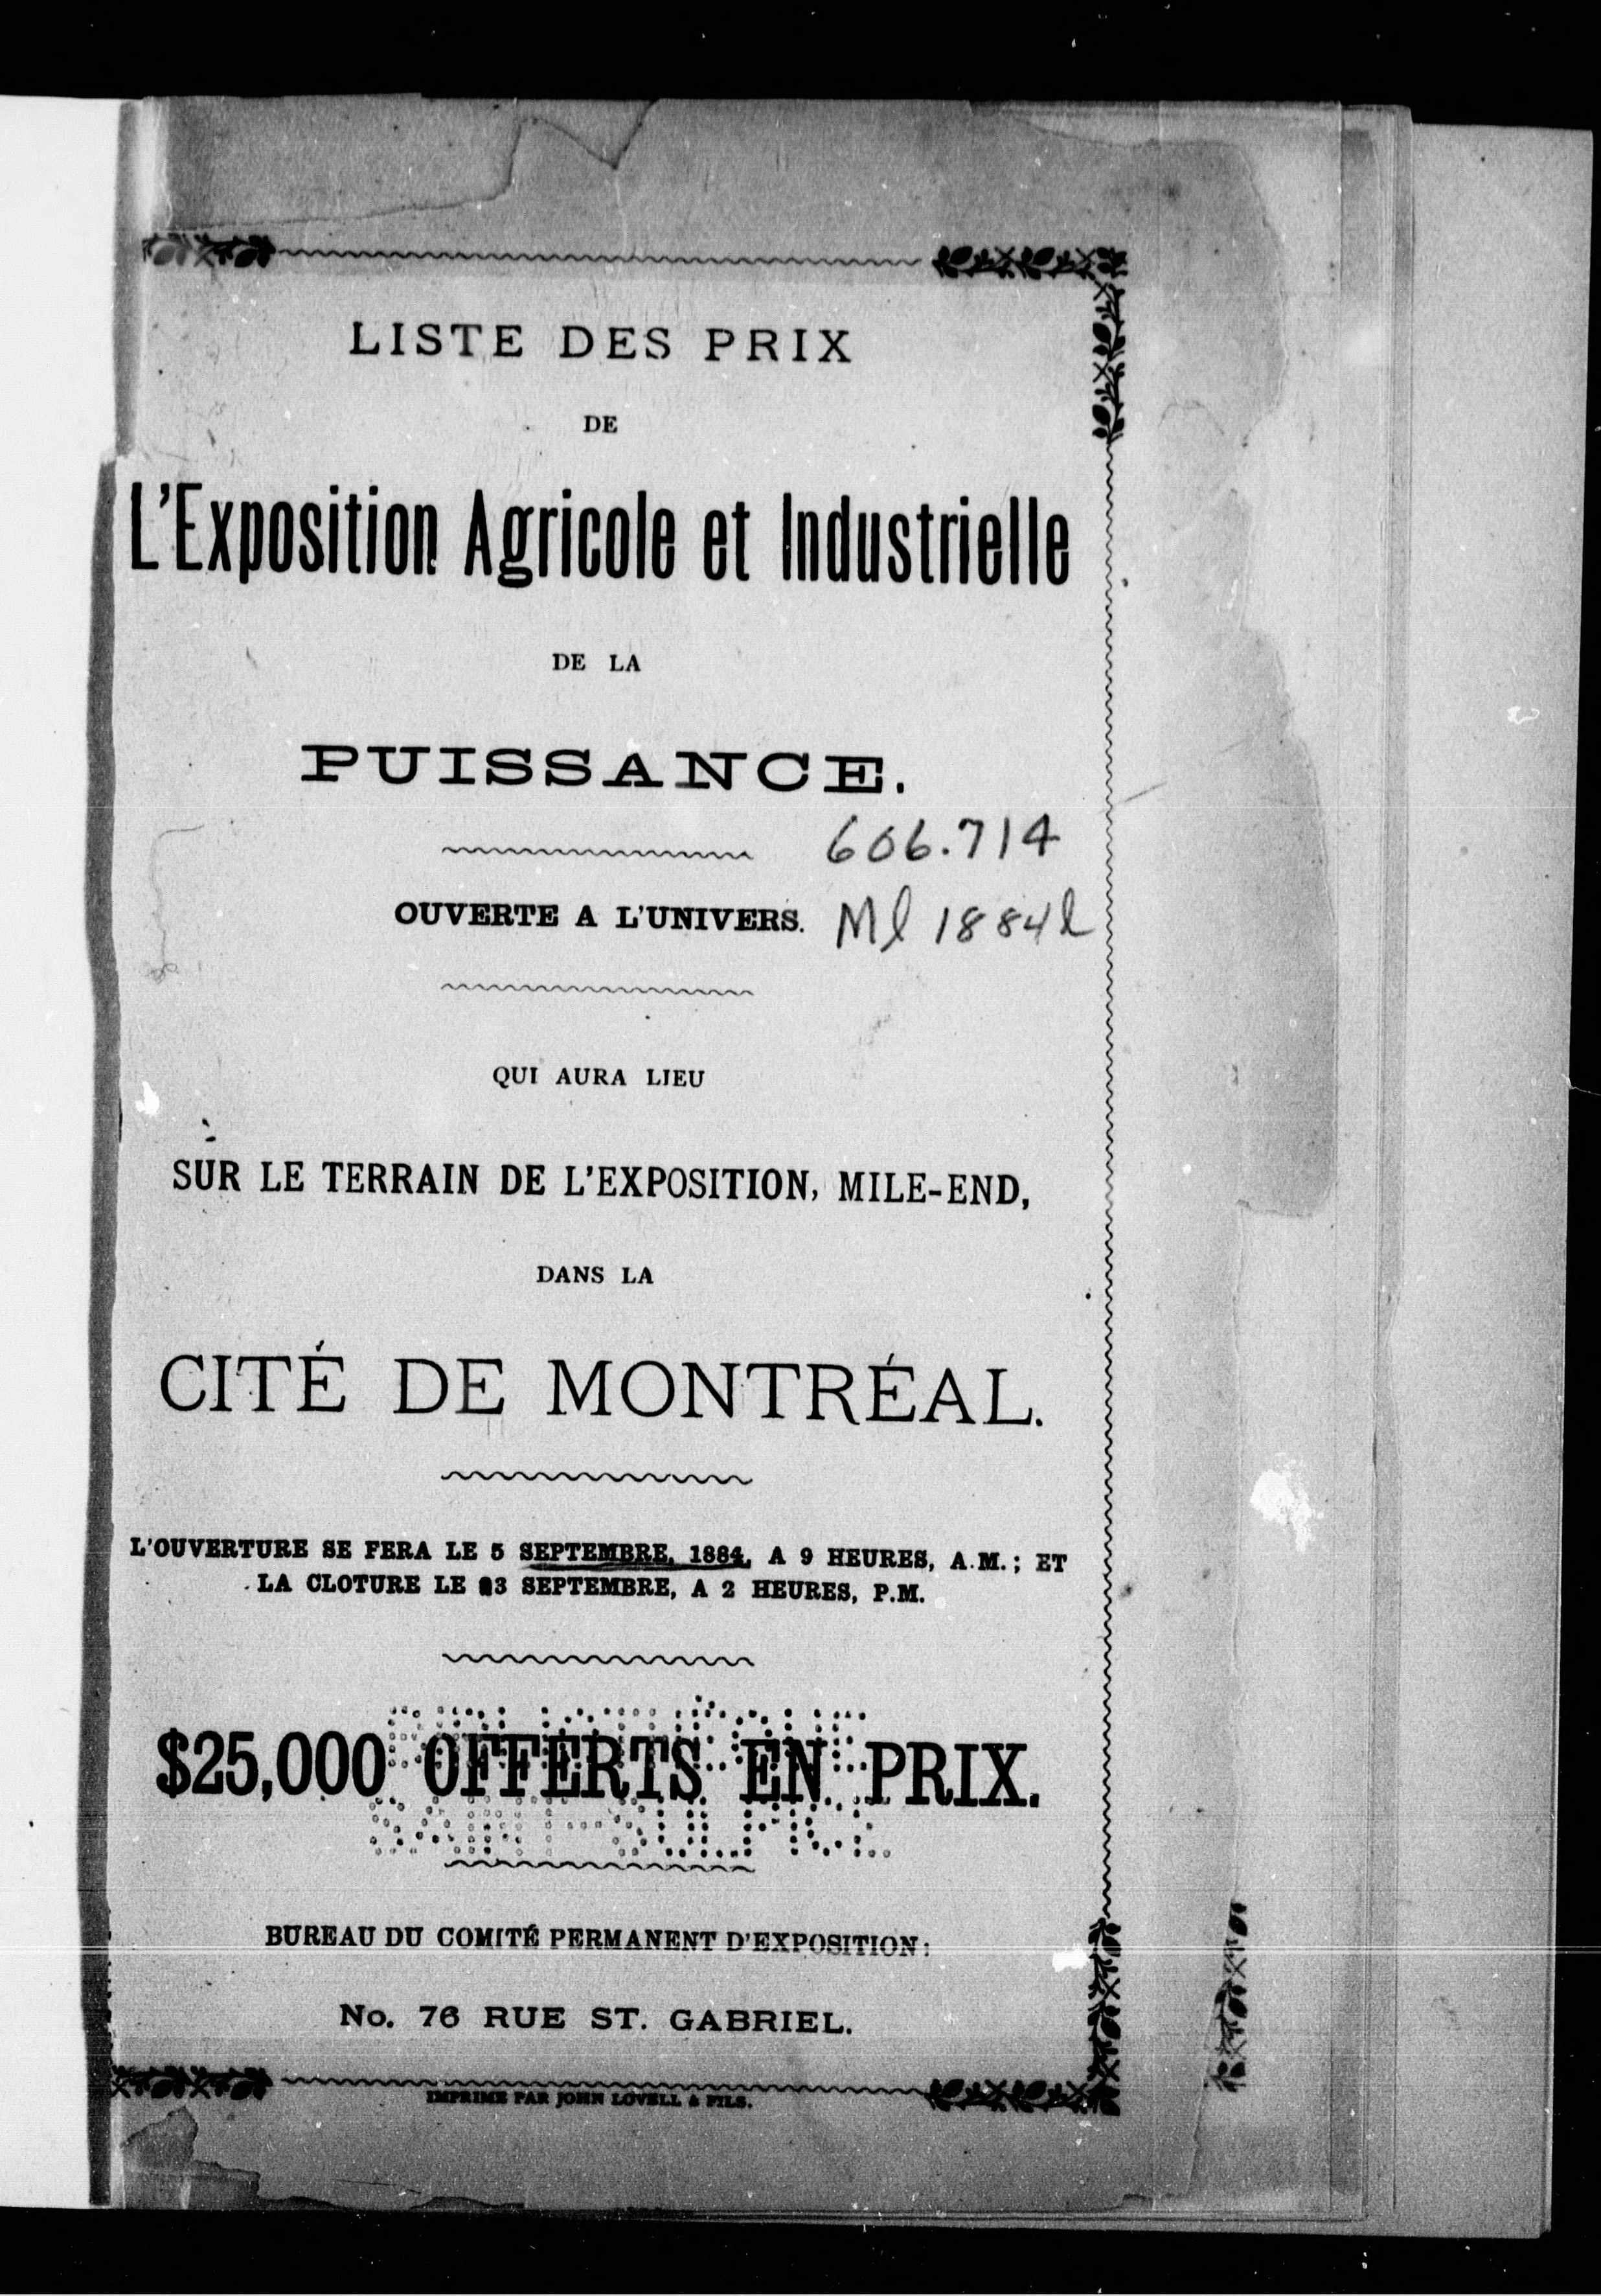 LISTE DES PRIX
DE
L'Exposition Agricole et Industrielle
DE LA
PUISSANCE.
606.714
OUVERTE A L'UNIVERS.
Ml 1884l
QUI AURA LIEU
SUR LE TERRAIN DE L'EXPOSITION, MILE-END,
DANS LA
CITÉ DE MONTRÉAL.
L'OUVERTURE SE FERA LE 5 SEPTEMBRE, 1884, A 9 HEURES, A.M.; ET
LA CLOTURE LE 13 SEPTEMBRE, A 2 HEURES, P.M.
$25,000 OFFERTS EN PRIX.
BUREAU DU COMITÉ PERMANENT D'EXPOSITION:
No. 76 RUE ST. GABRIEL.
IMPRIME PAR JOHN LOVELL & FILS.